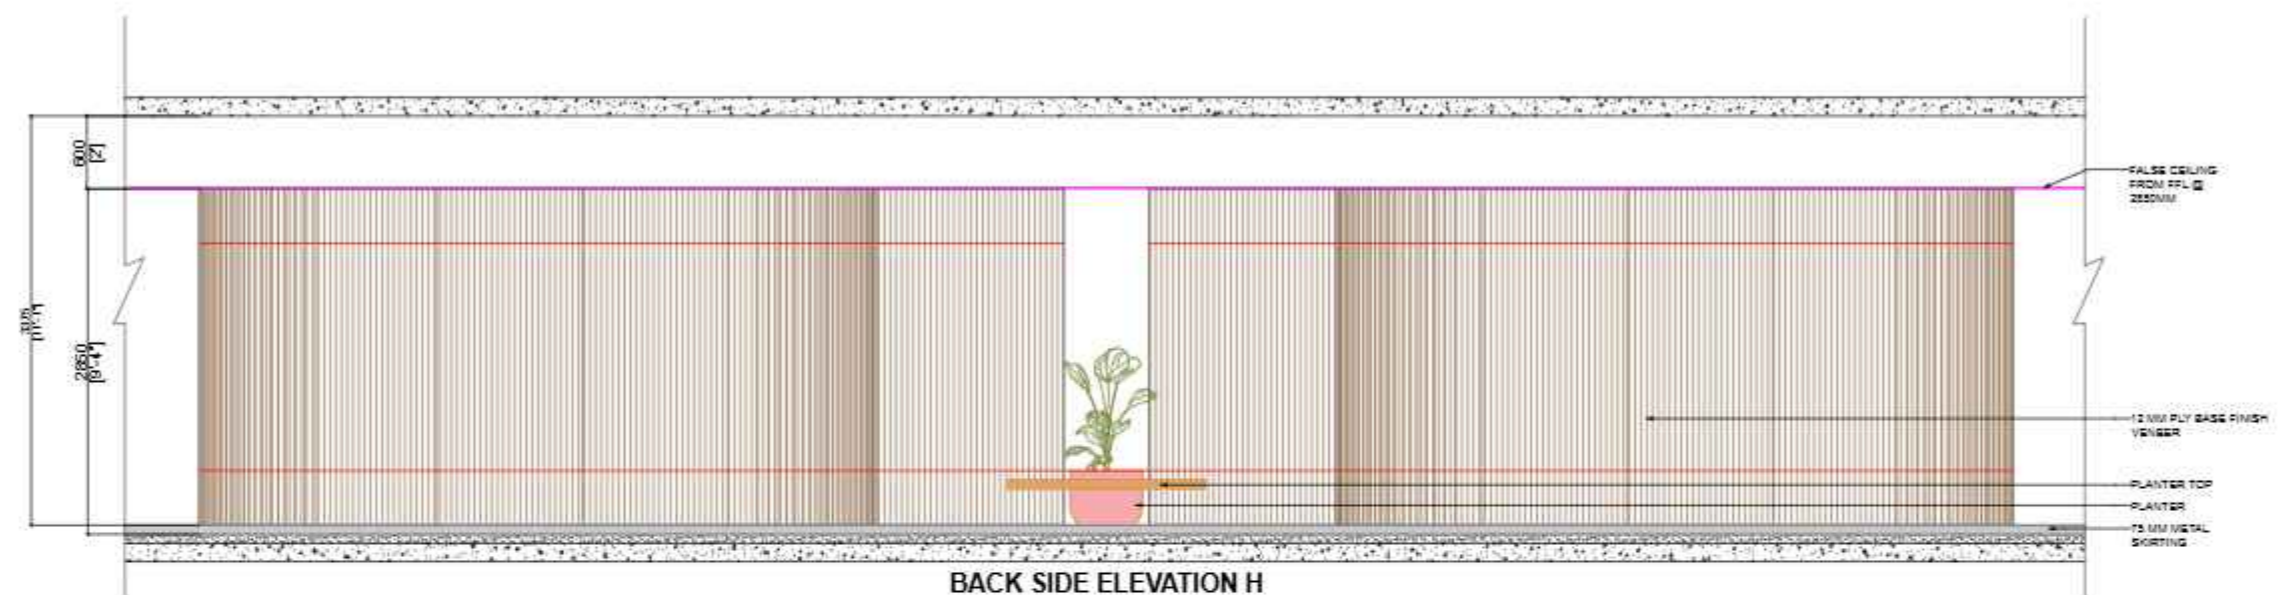 600
[2']
2850
[9'-4"]
FALSE CEILING
FROM FFL @
2850MM
12 MM PLY BASE FINISH
VENEER
PLANTER TOP
PLANTER
75 MM METAL
SKIRTING
BACK SIDE ELEVATION H